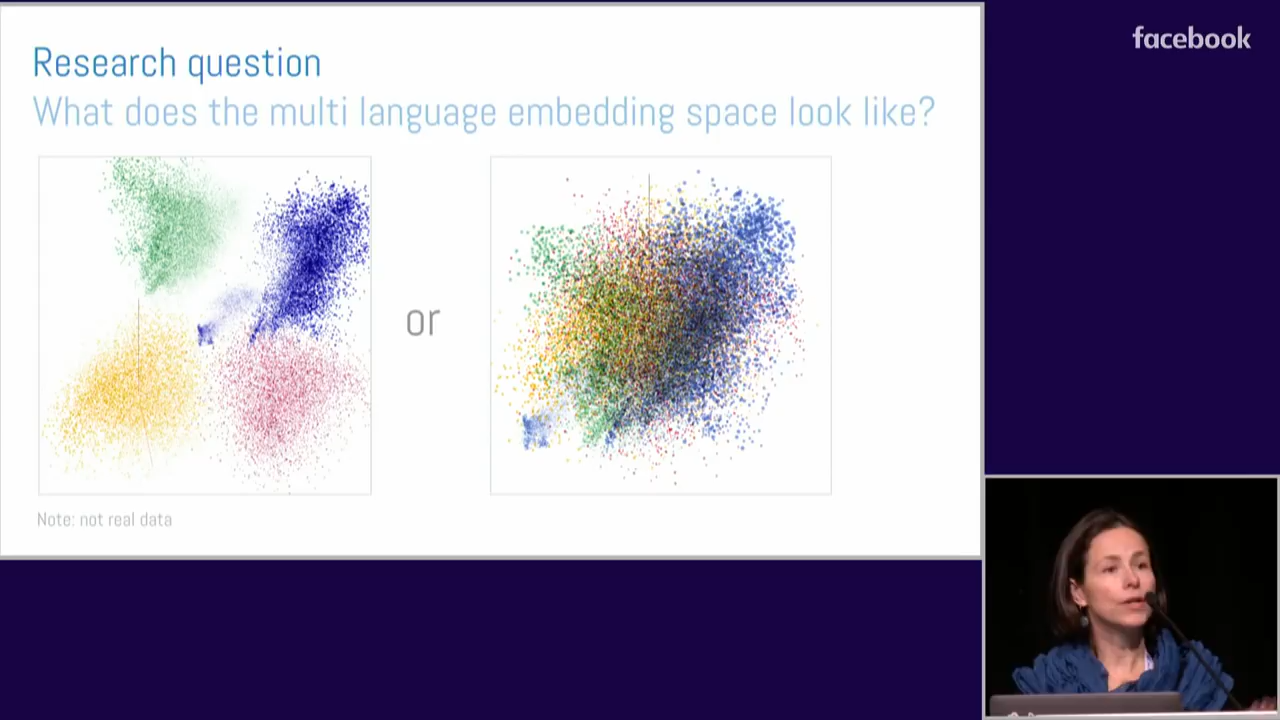 facebook
Research question
What does the multi language embedding space look like?
or
Note: not real data